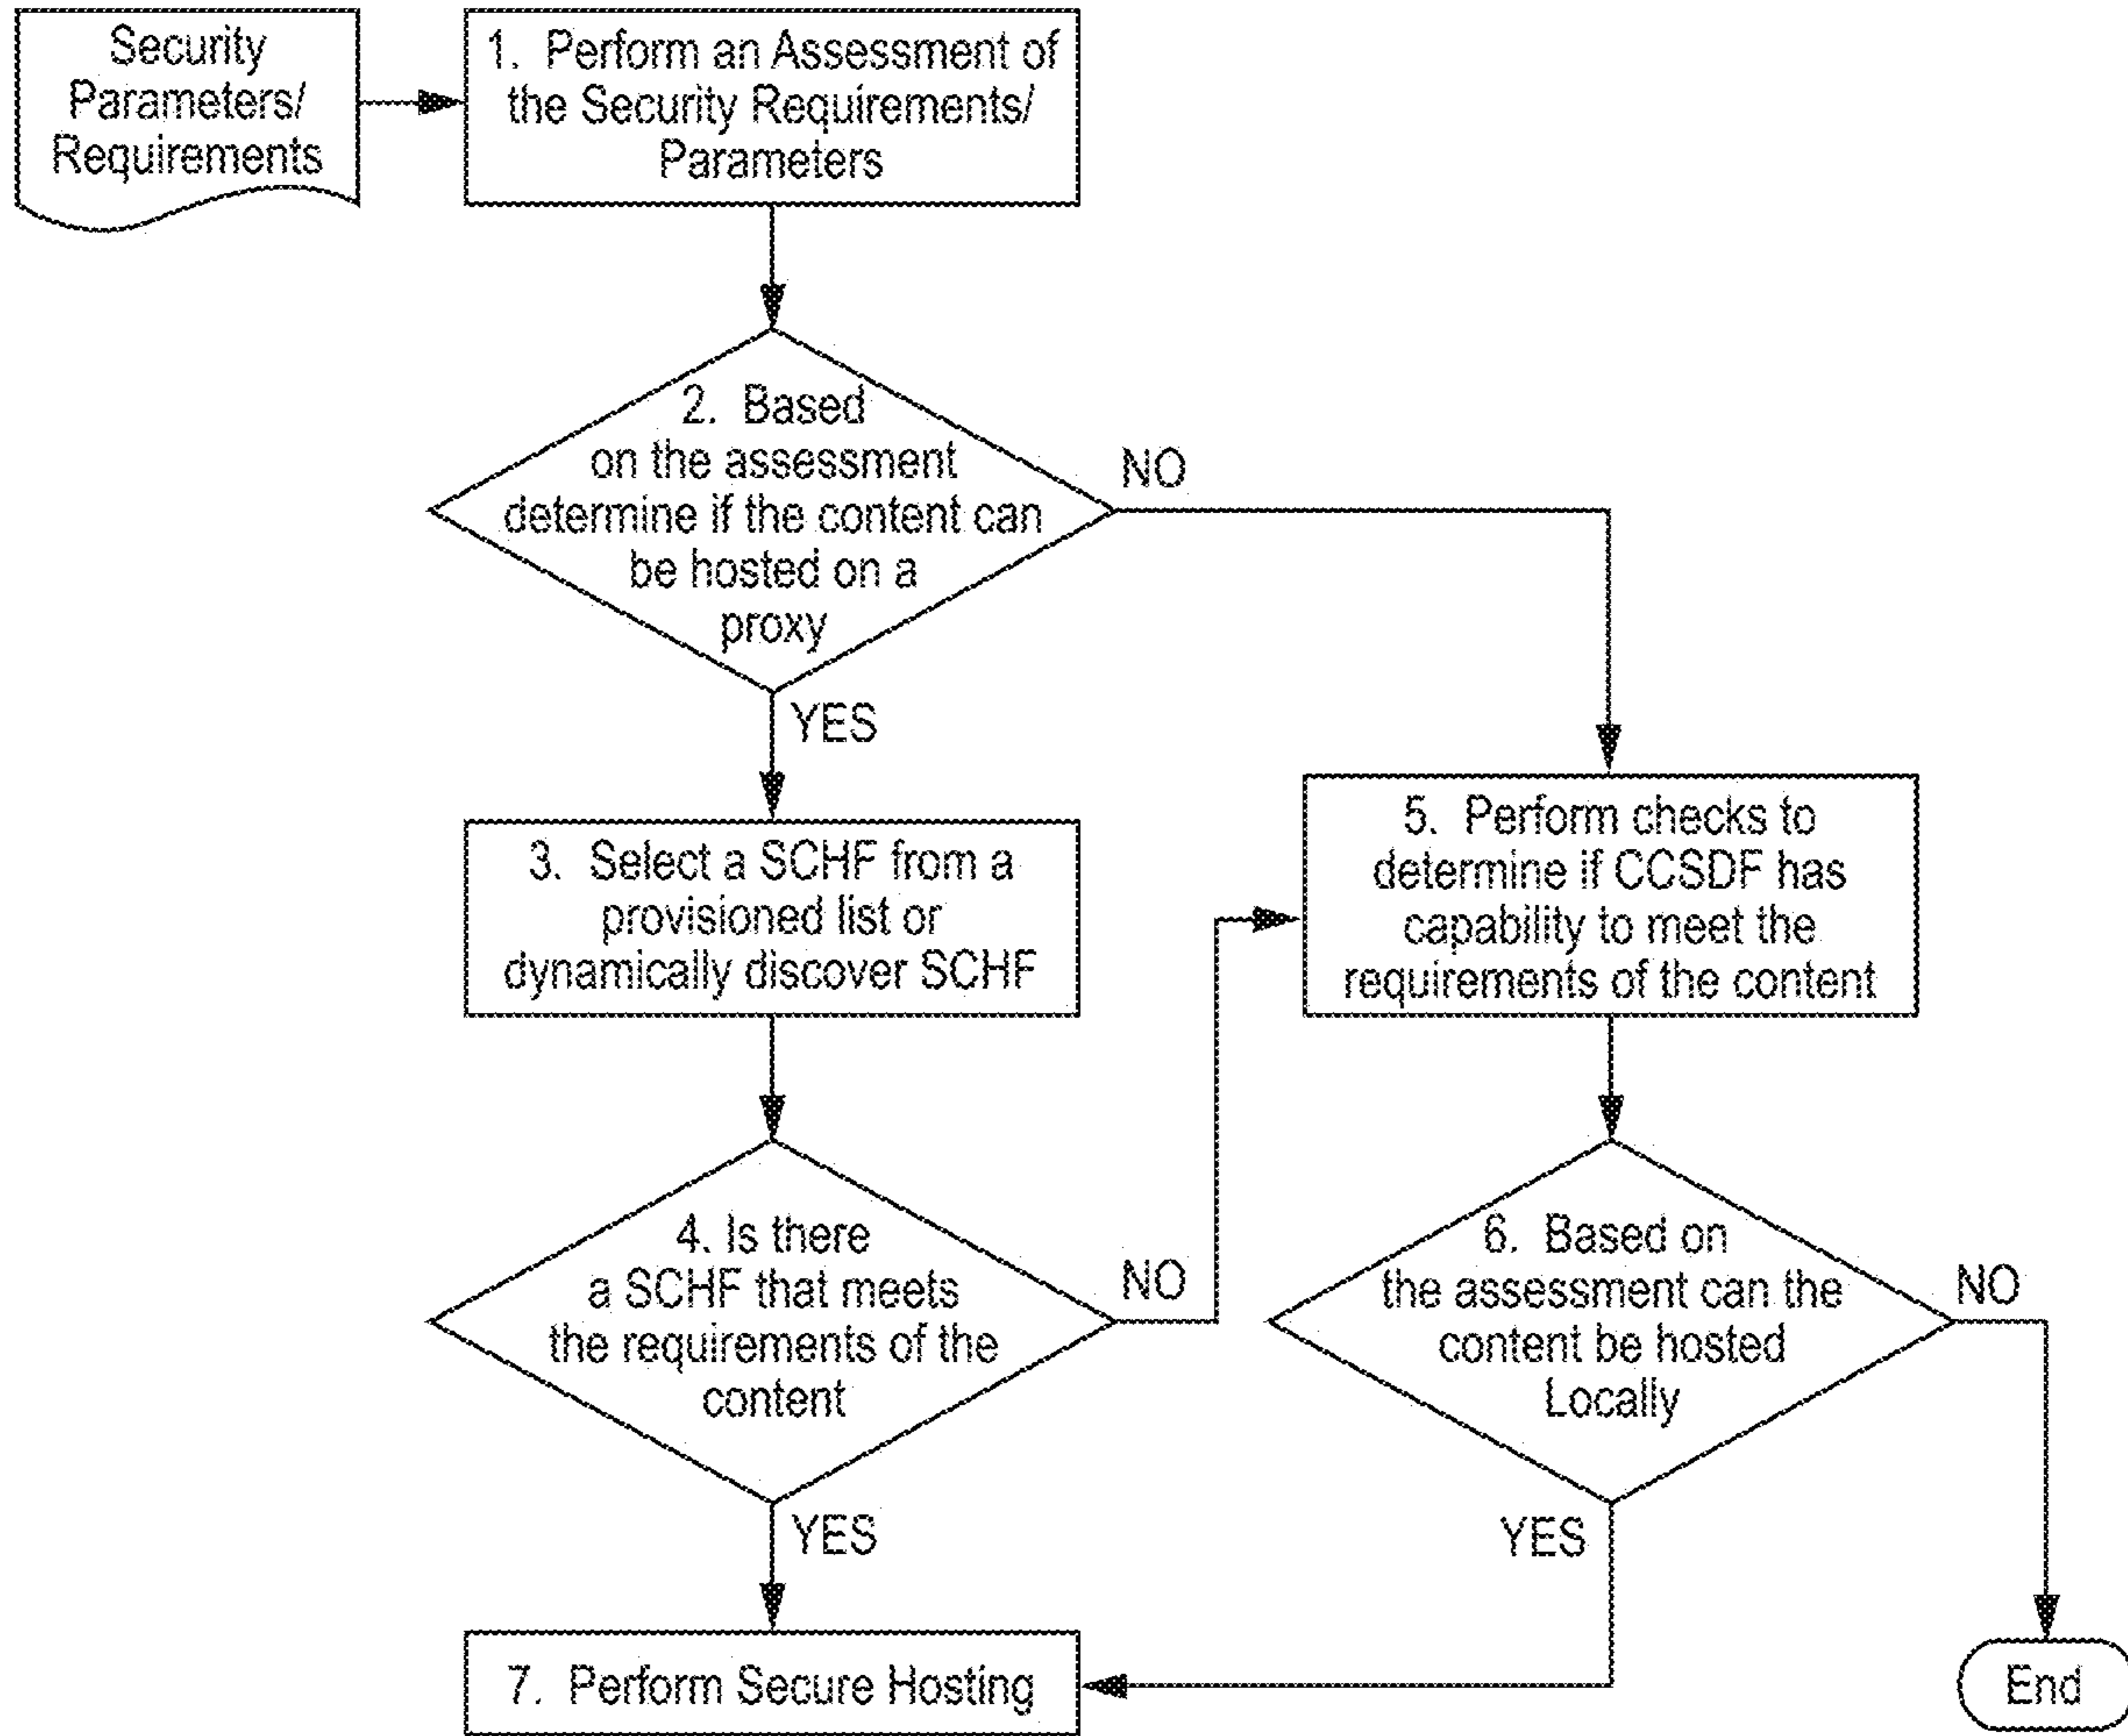 Security
Parameters/
Requirements
1. Perform an Assessment of
the Security Requirements/
Parameters
2. Based
on the assessment
determine if the content can
be hosted on a
proxy
NO
YES
3. Select a SCHF from a
provisioned list or
dynamically discover SCHF
5. Perform checks to
determine if CCSDF has
capability to meet the
requirements of the content
4. Is there
a SCHF that meets
the requirements of the
content
NO
YES
6. Based on
the assessment can the
content be hosted
Locally
NO
YES
7. Perform Secure Hosting
End